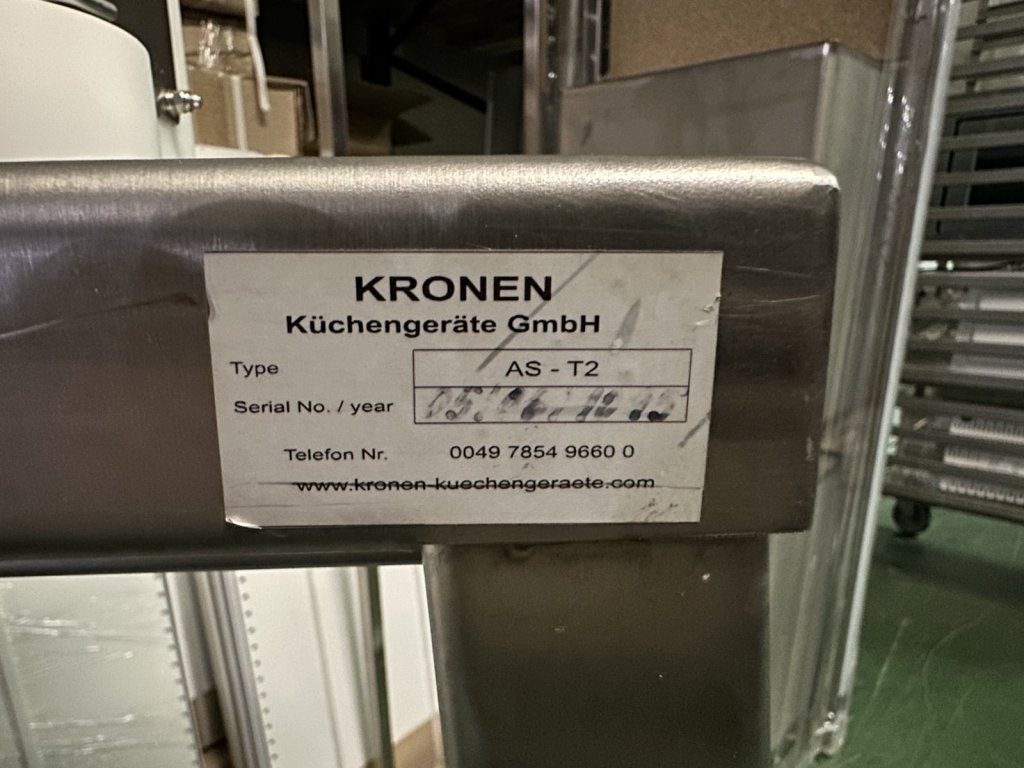 KRONEN
Küchengeräte GmbH
Type AS - T2
Serial No. / year
Telefon Nr. 0049 7854 9660 0
www.kronen-kuechengeraete.com